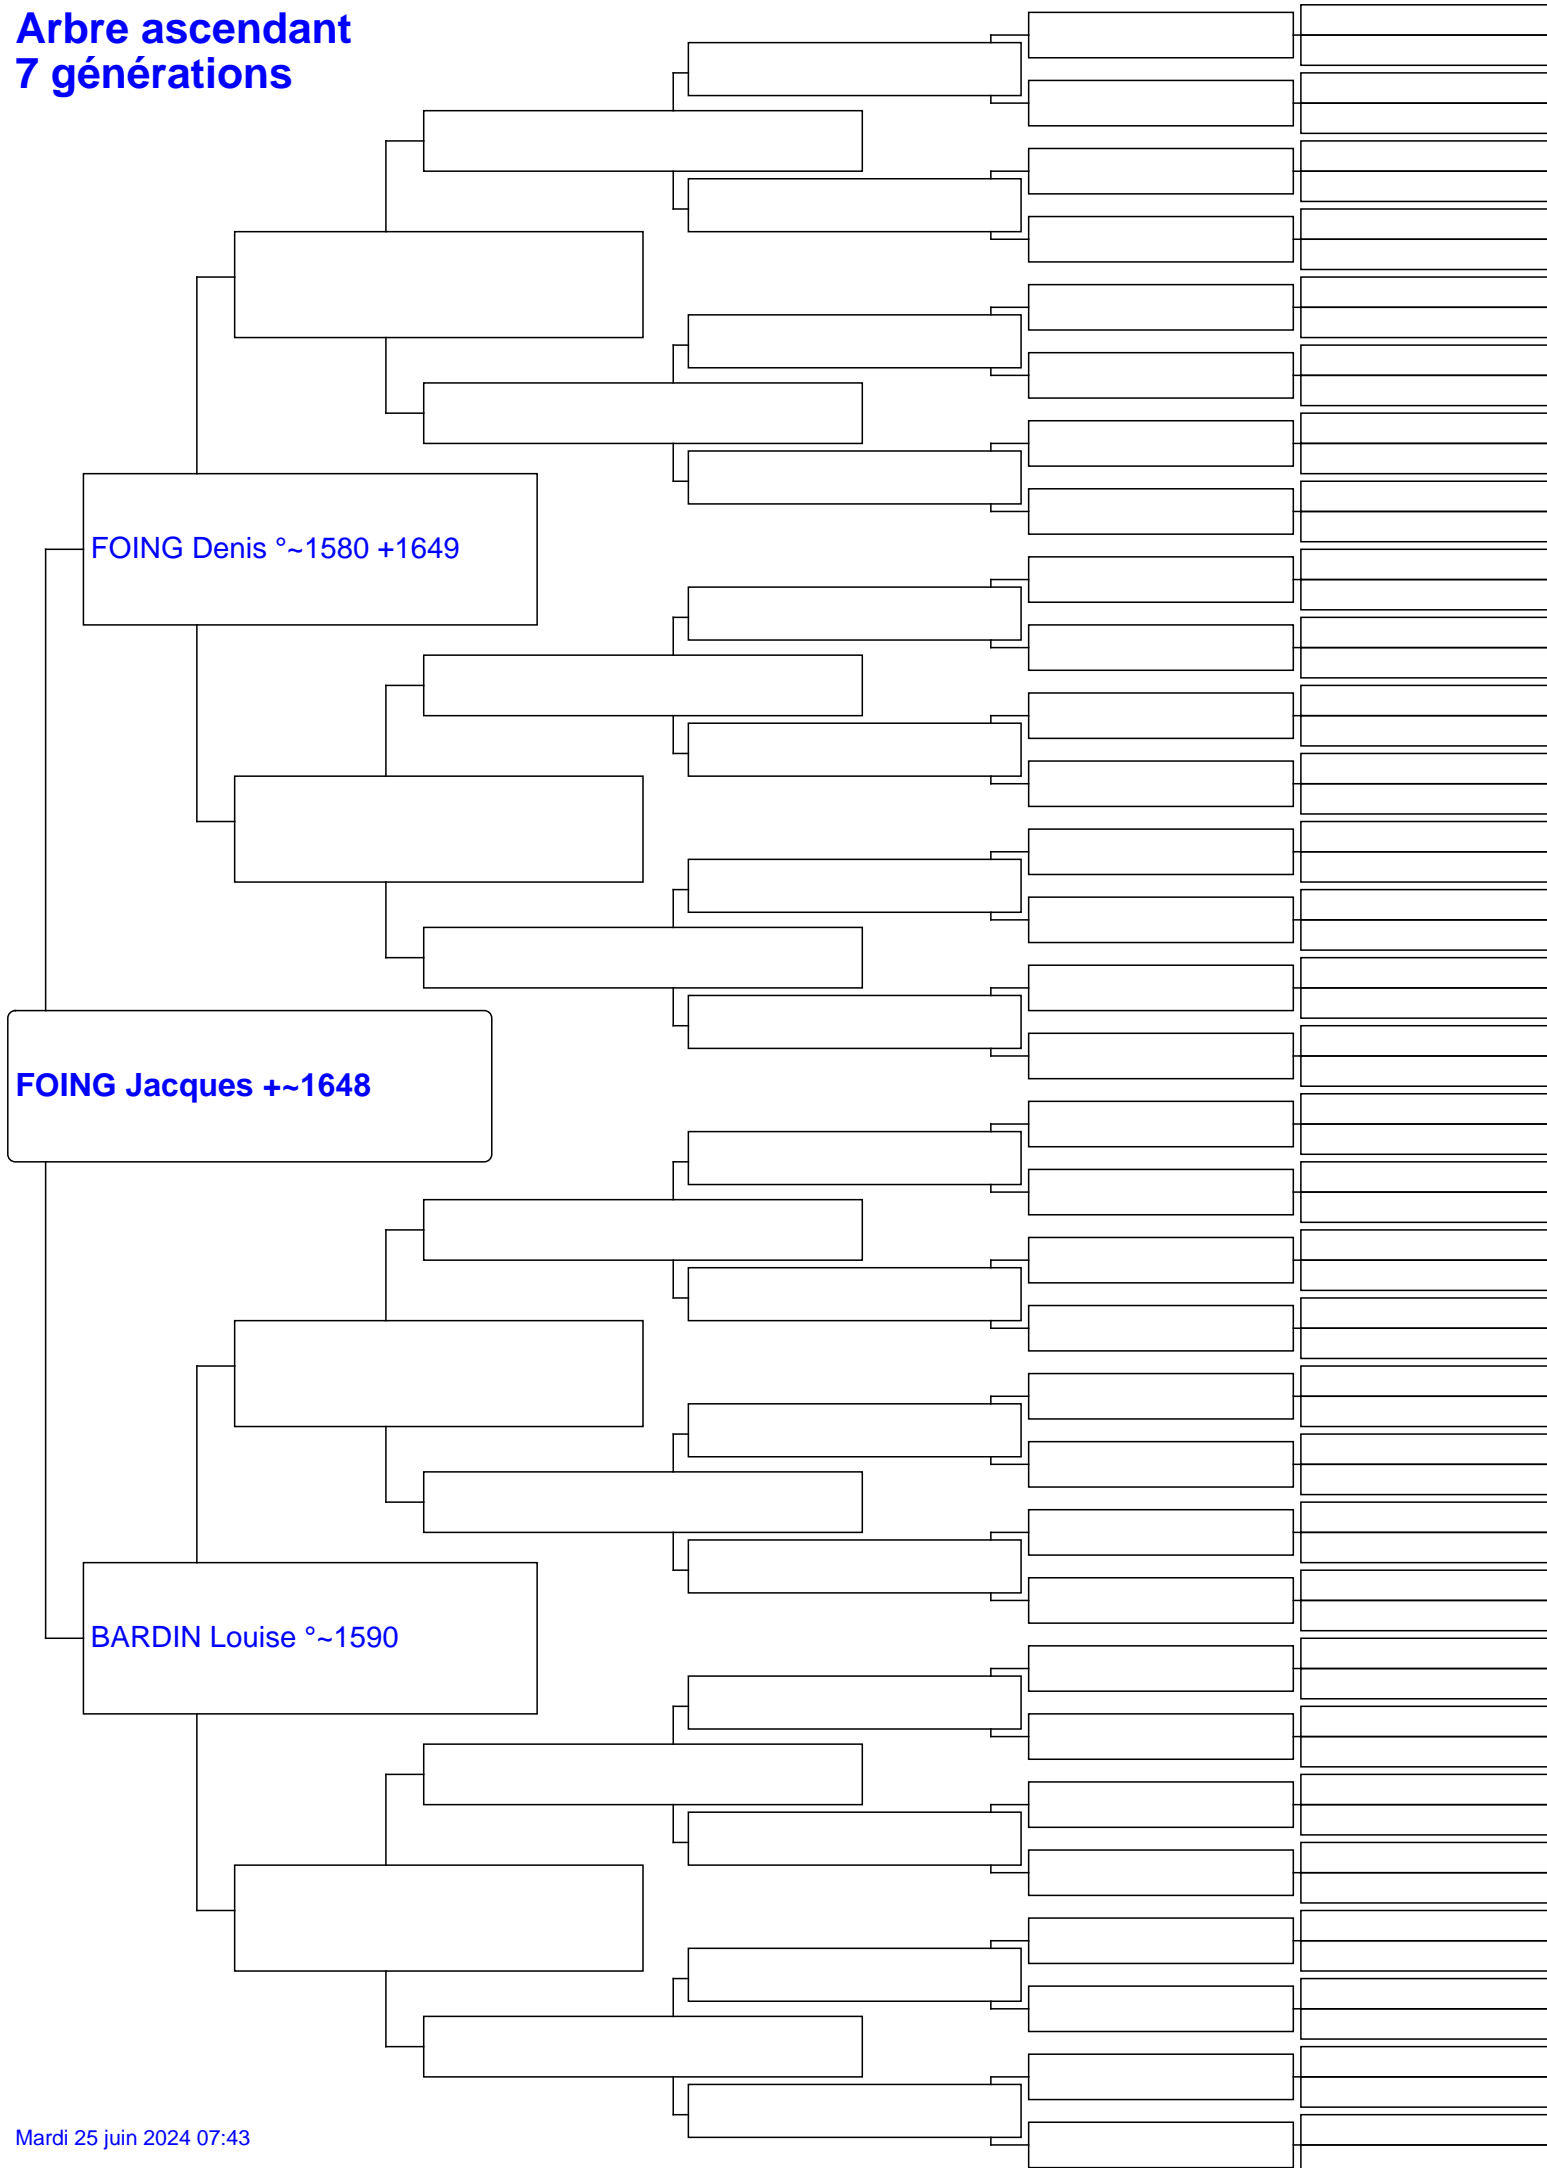 Arbre ascendant
7 générations
FOING Denis °~1580 +1649
FOING Jacques +~1648
BARDIN Louise °~1590
Mardi 25 juin 2024 07:43